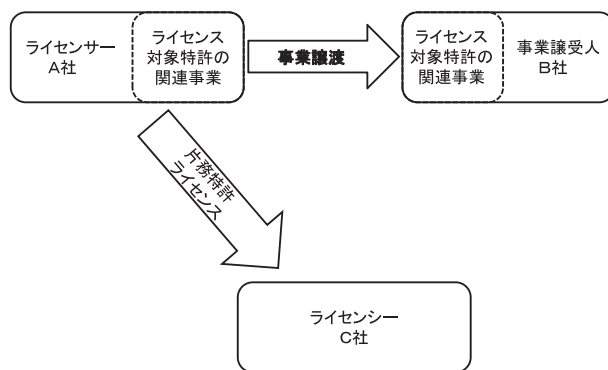 ライセンサー
A社
ライセンス
対象特許の
関連事業
事業譲渡
ライセンス
対象特許の
関連事業
事業譲受人
B社
片務特許
ライセンス
ライセンシー
C社